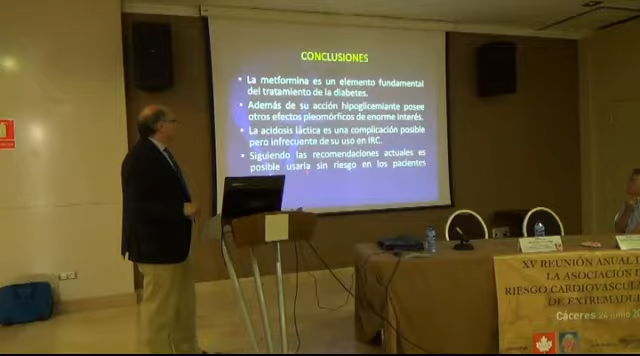 CONCLUSIONES
• La metformina es un elemento fundamental
del tratamiento de la diabetes.
• Además de su acción hipoglicemiante posee
otros efectos pleomórficos de enorme interés.
• La acidosis láctica es una complicación posible
pero infrecuente de su uso en IRC.
• Siguiendo las recomendaciones actuales es
posible usarla sin riesgo en los pacientes
XV REUNIÓN ANUAL D
LA ASOCIACIÓN
RIESGO CARDIOVASCULA
DE EXTREMADU
Cáceres 24 junio 20